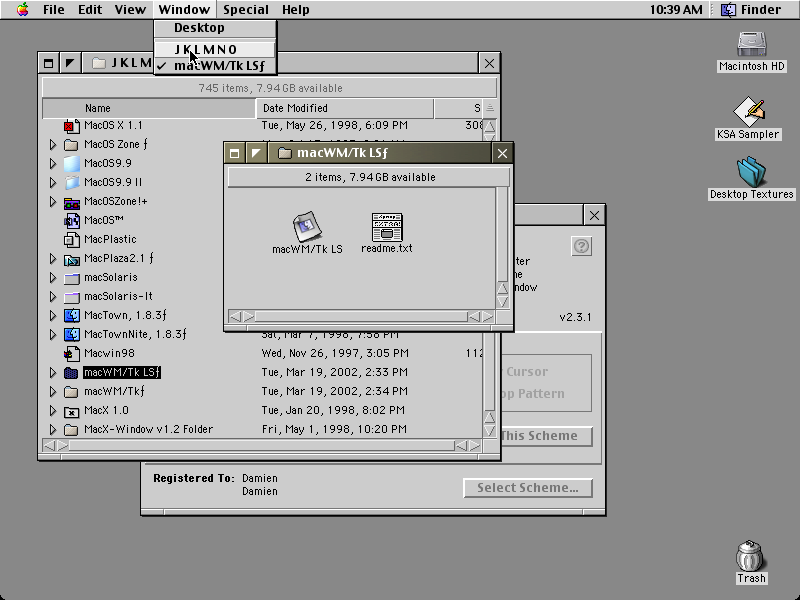 File Edit View Window Special Help 10:39 AM Finder
Desktop
J K L M N O
✓ macWM/Tk LSƒ
J K L M
745 items, 7.94 GB available
Name Date Modified S
MacOS X 1.1 Tue, May 26, 1998, 6:09 PM 308
MacOS Zone ƒ
MacOS9.9
MacOS9.9 II
MacOSZone!+
MacOS™
MacPlastic
MacPlaza2.1 ƒ
macSolaris
macSolaris-lt
MacTown, 1.8.3ƒ
MacTownNite, 1.8.3ƒ Sat, Mar 7, 1998, 7:58 PM
Macwin98 Wed, Nov 26, 1997, 3:05 PM 112
macWM/Tk LSƒ Tue, Mar 19, 2002, 2:33 PM
macWM/Tkƒ Tue, Mar 19, 2002, 2:34 PM
MacX 1.0 Tue, Jan 20, 1998, 8:02 PM
MacX-Window v1.2 Folder Fri, May 1, 1998, 10:20 PM
macWM/Tk LSƒ
2 items, 7.94 GB available
macWM/Tk LS
readme.txt
?
ter
ne
ndow
v2.3.1
Cursor
op Pattern
This Scheme
Registered To: Damien
Damien
Select Scheme...
Macintosh HD
KSA Sampler
Desktop Textures
Trash